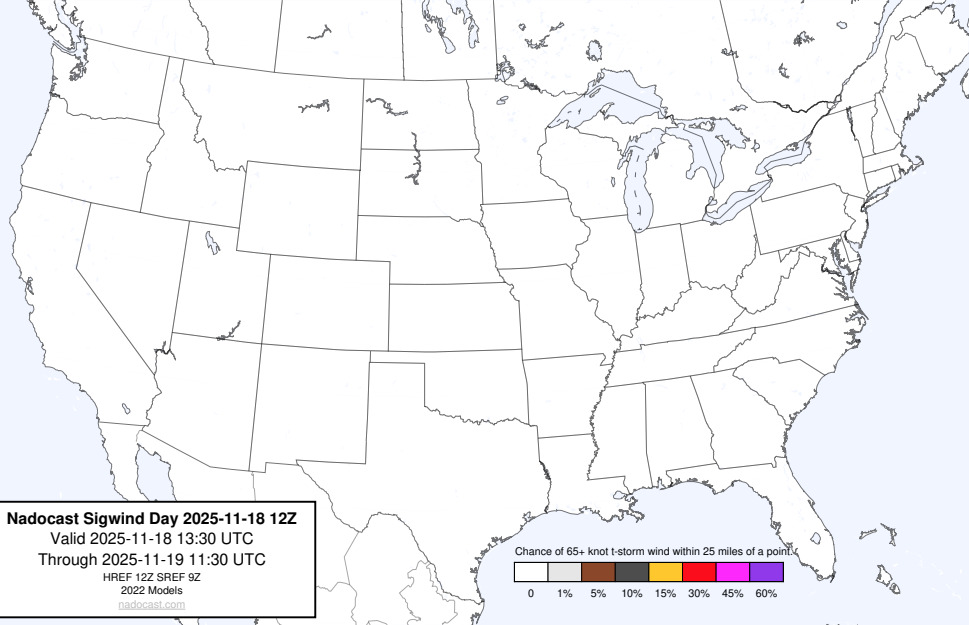 Nadocast Sigwind Day 2025-11-18 12Z
Valid 2025-11-18 13:30 UTC
Through 2025-11-19 11:30 UTC
HREF 12Z SREF 9Z
2022 Models
nadocast.com
Chance of 65+ knot t-storm wind within 25 miles of a point.
0 1% 5% 10% 15% 30% 45% 60%